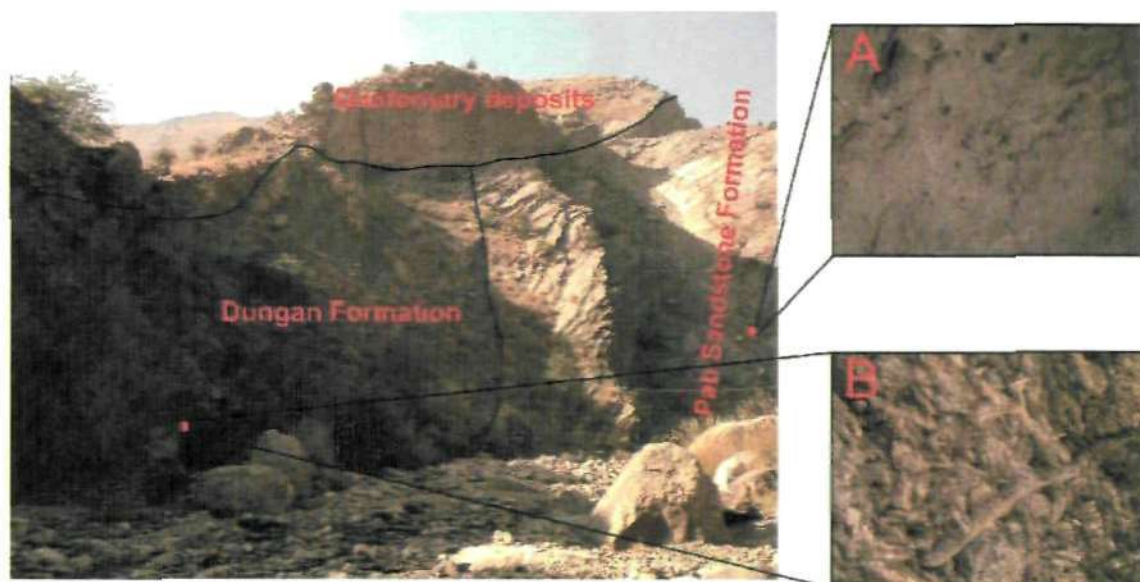 Quaternary deposits
Dungan Formation
Pab Sandstone Formation
A
B